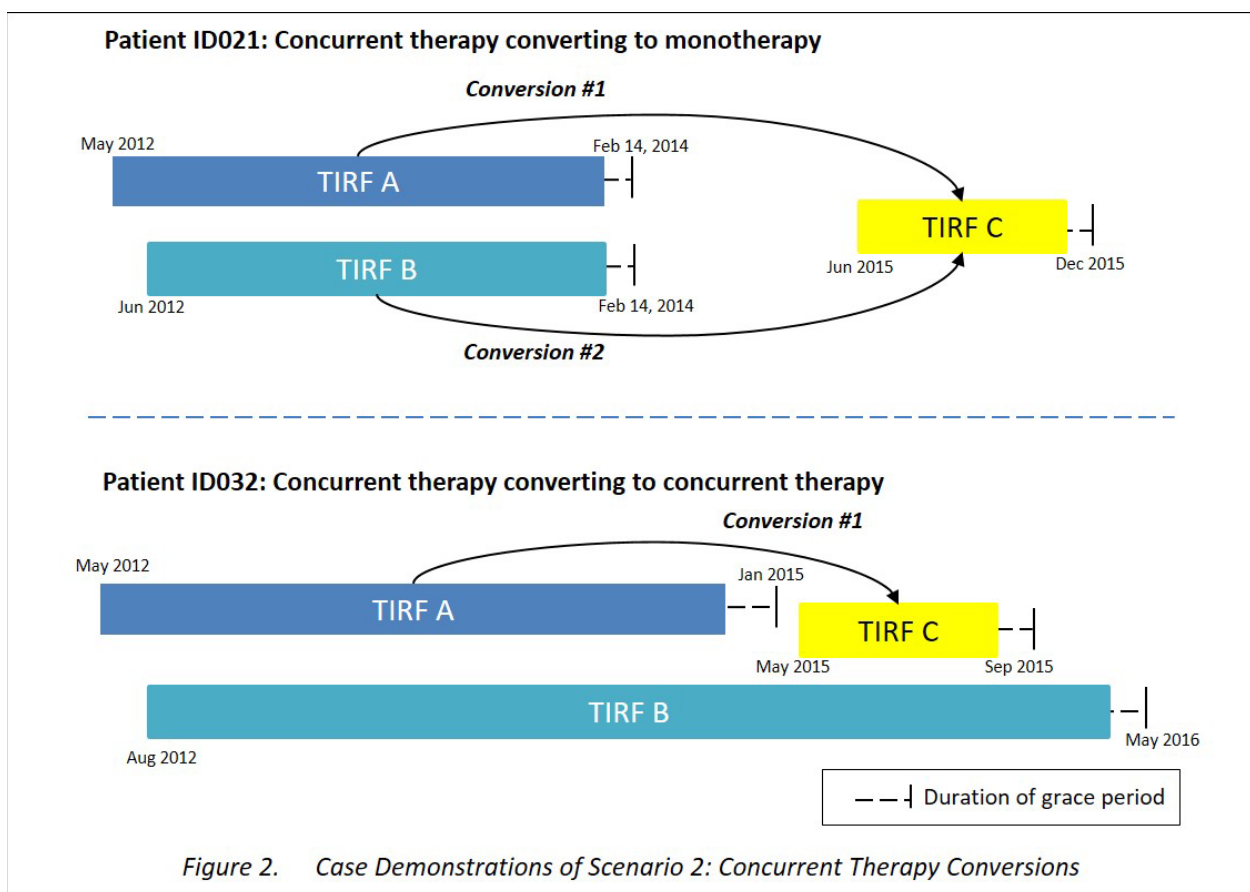 Patient ID021: Concurrent therapy converting to monotherapy
Conversion #1
May 2012
Feb 14, 2014
TIRF A
TIRF C
TIRF B
Jun 2015
Dec 2015
Jun 2012
Feb 14, 2014
Conversion #2
Patient ID032: Concurrent therapy converting to concurrent therapy
Conversion #1
May 2012
Jan 2015
TIRF A
TIRF C
May 2015
Sep 2015
TIRF B
Aug 2012
May 2016
Duration of grace period
Figure 2. Case Demonstrations of Scenario 2: Concurrent Therapy Conversions